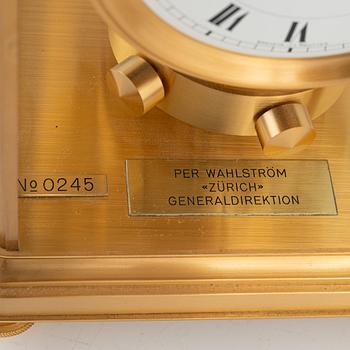 No 0245
PER WAHLSTRÖM
«ZÜRICH»
GENERALDIREKTION